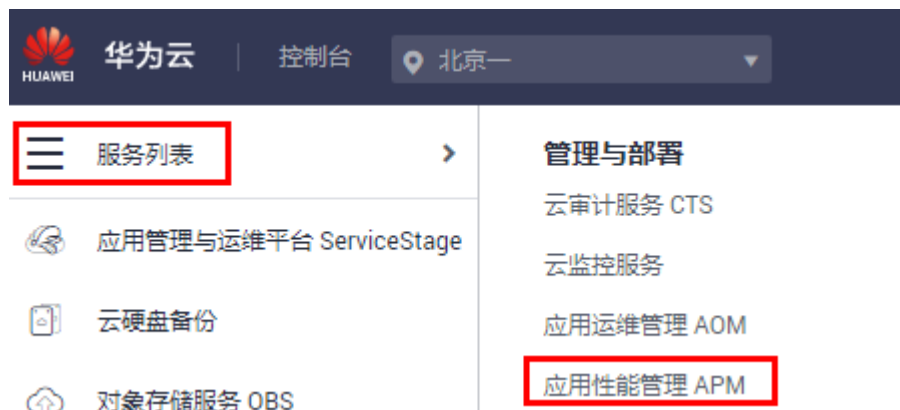 HUAWEI 华为云 控制台 北京一
服务列表
应用管理与运维平台 ServiceStage
云硬盘备份
对象存储服务 OBS
管理与部署
云审计服务 CTS
云监控服务
应用运维管理 AOM
应用性能管理 APM